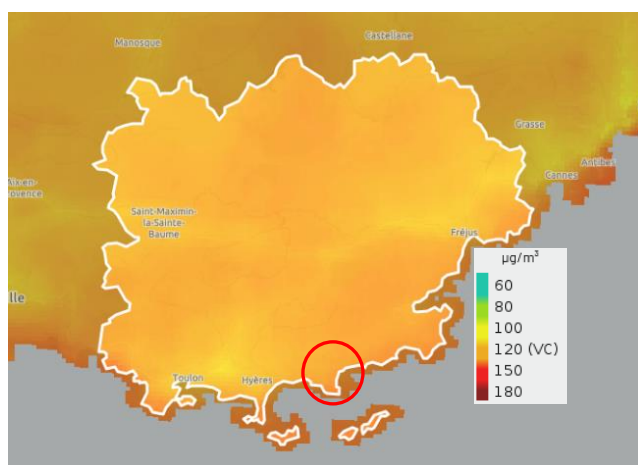 Manosque
Castellane
Grasse
Antibes
Cannes
Aix-en-
Provence
Saint-Maximin-
la-Sainte-
Baume
Fréjus
µg/m³
60
80
100
120 (VC)
150
180
lle
Toulon
Hyères